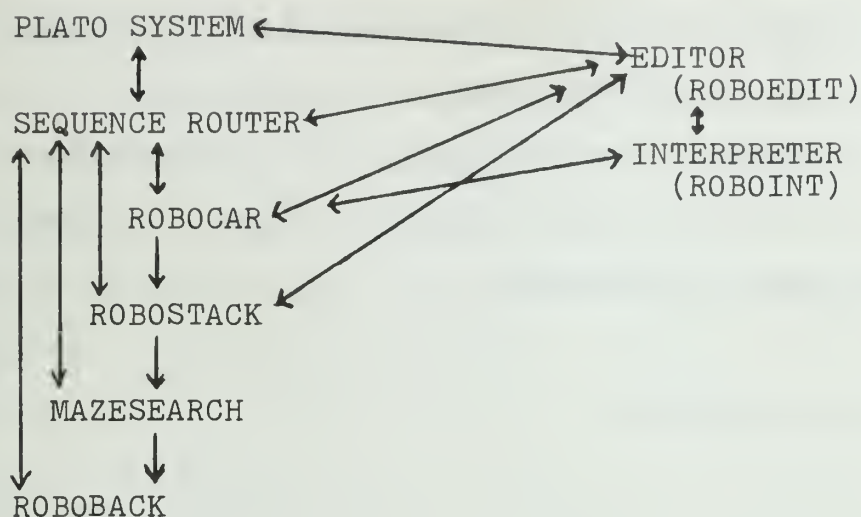 PLATO SYSTEM
EDITOR
(ROBOEDIT)
SEQUENCE ROUTER
INTERPRETER
(ROBOINT)
ROBOCAR
ROBOSTACK
MAZESEARCH
ROBOBACK